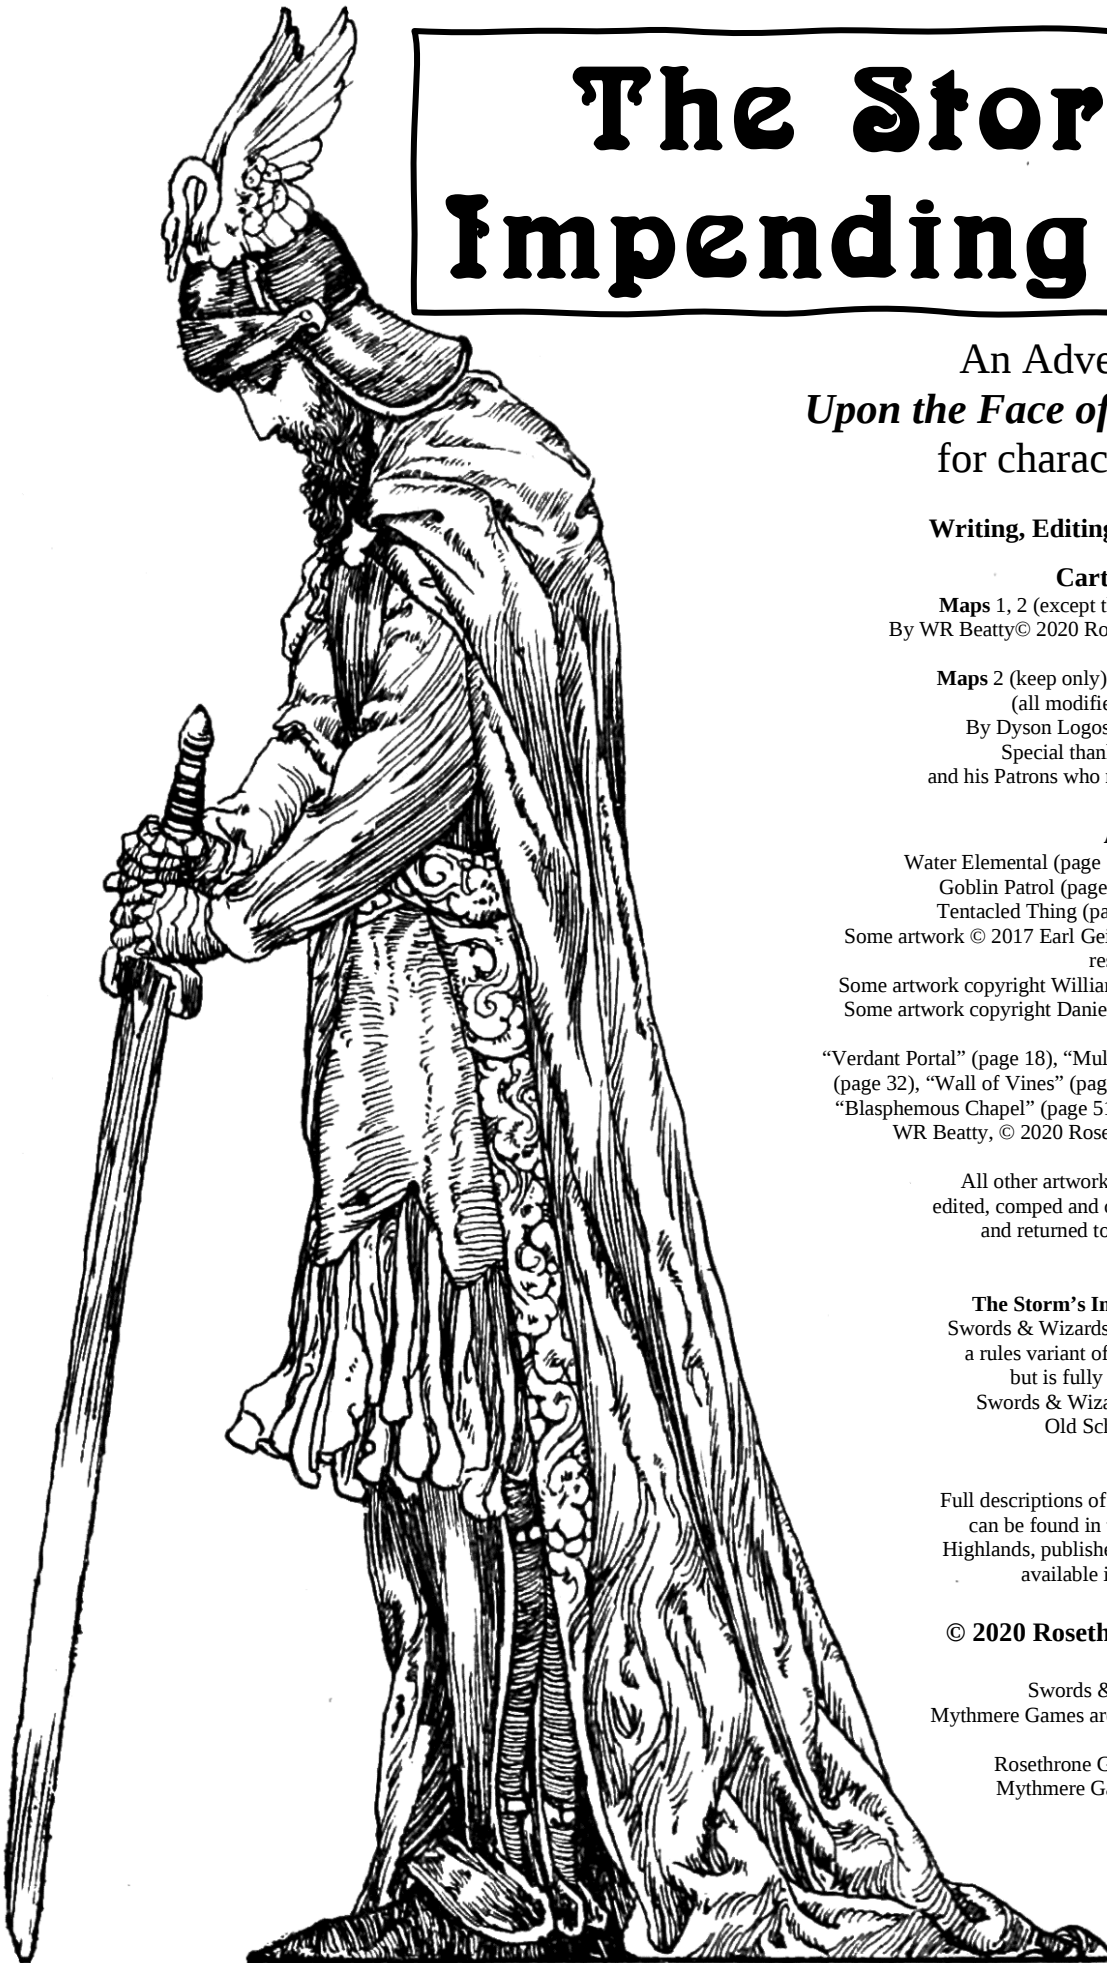 The Stor
Impending
An Adve
Upon the Face of
for charac
Writing, Editing
Cart
Maps 1, 2 (except t
By WR Beatty© 2020 Ro
Maps 2 (keep only)
(all modifie
By Dyson Logos
Special than
and his Patrons who
Water Elemental (page
Goblin Patrol (page
Tentacled Thing (pa
Some artwork © 2017 Earl Gei
res
Some artwork copyright William
Some artwork copyright Danie
“Verdant Portal” (page 18), “Mul
(page 32), “Wall of Vines” (pag
“Blasphemous Chapel” (page 51
WR Beatty, © 2020 Rose
All other artwork
edited, comped and
and returned to
The Storm’s Im
Swords & Wizards
a rules variant of
but is fully
Swords & Wiza
Old Sch
Full descriptions of
can be found in
Highlands, publishe
available i
© 2020 Roseth
Swords &
Mythmere Games ar
Rosethrone G
Mythmere Ga